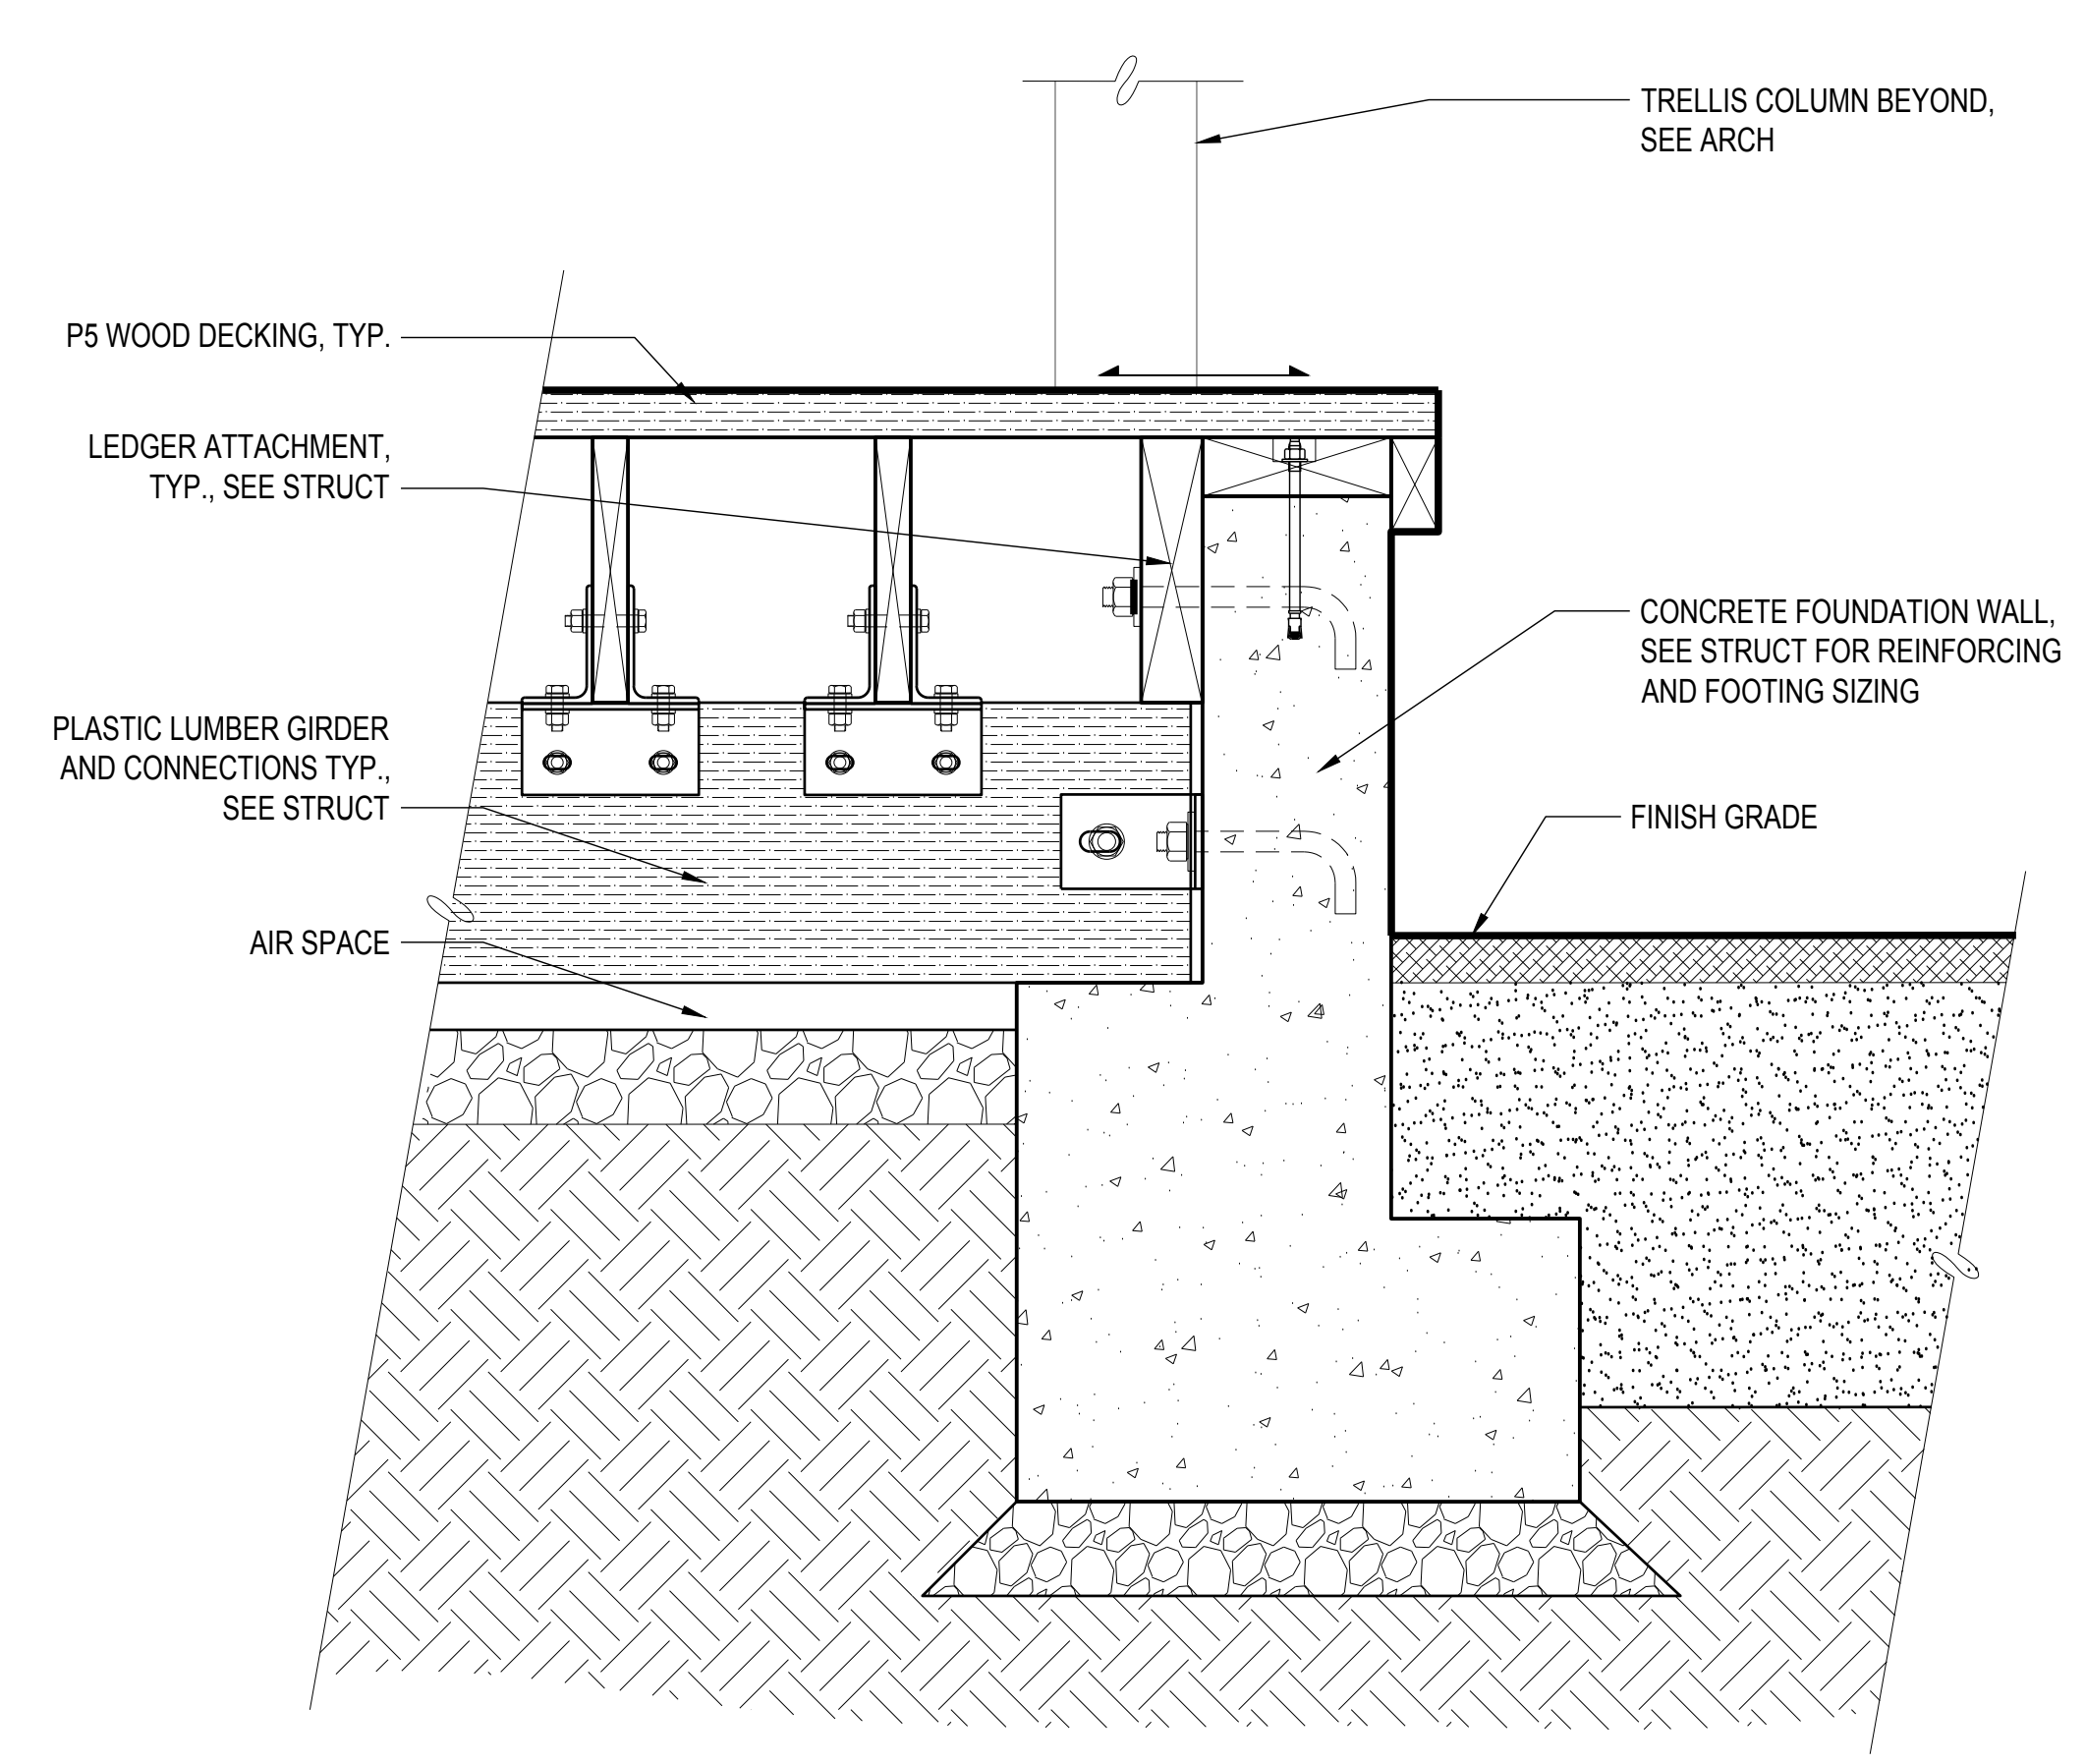 TRELLIS COLUMN BEYOND,
SEE ARCH
P5 WOOD DECKING, TYP.
LEDGER ATTACHMENT,
TYP., SEE STRUCT
CONCRETE FOUNDATION WALL,
SEE STRUCT FOR REINFORCING
AND FOOTING SIZING
PLASTIC LUMBER GIRDER
AND CONNECTIONS TYP.,
SEE STRUCT
FINISH GRADE
AIR SPACE